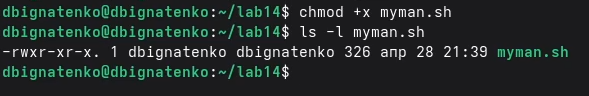 dbignatenko@dbignatenko:~/lab14$ chmod +x myman.sh
dbignatenko@dbignatenko:~/lab14$ ls -l myman.sh
-rwxr-xr-x. 1 dbignatenko dbignatenko 326 апр 28 21:39 myman.sh
dbignatenko@dbignatenko:~/lab14$